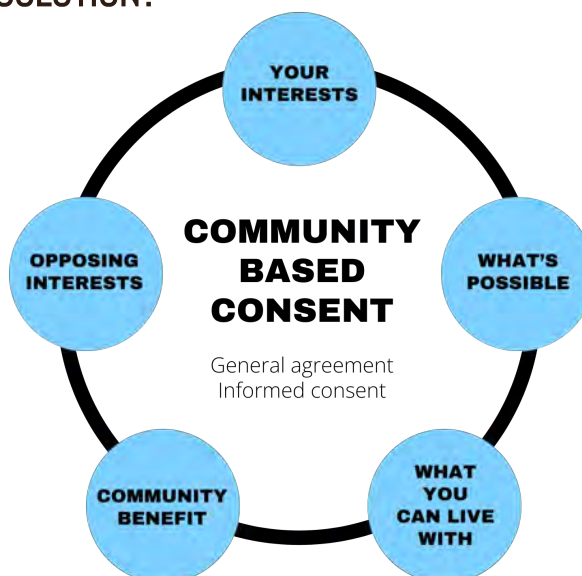 SOLUTION?
YOUR
INTERESTS
COMMUNITY
BASED
CONSENT
General agreement
Informed consent
WHAT'S
POSSIBLE
WHAT
YOU
CAN LIVE
WITH
COMMUNITY
BENEFIT
OPPOSING
INTERESTS